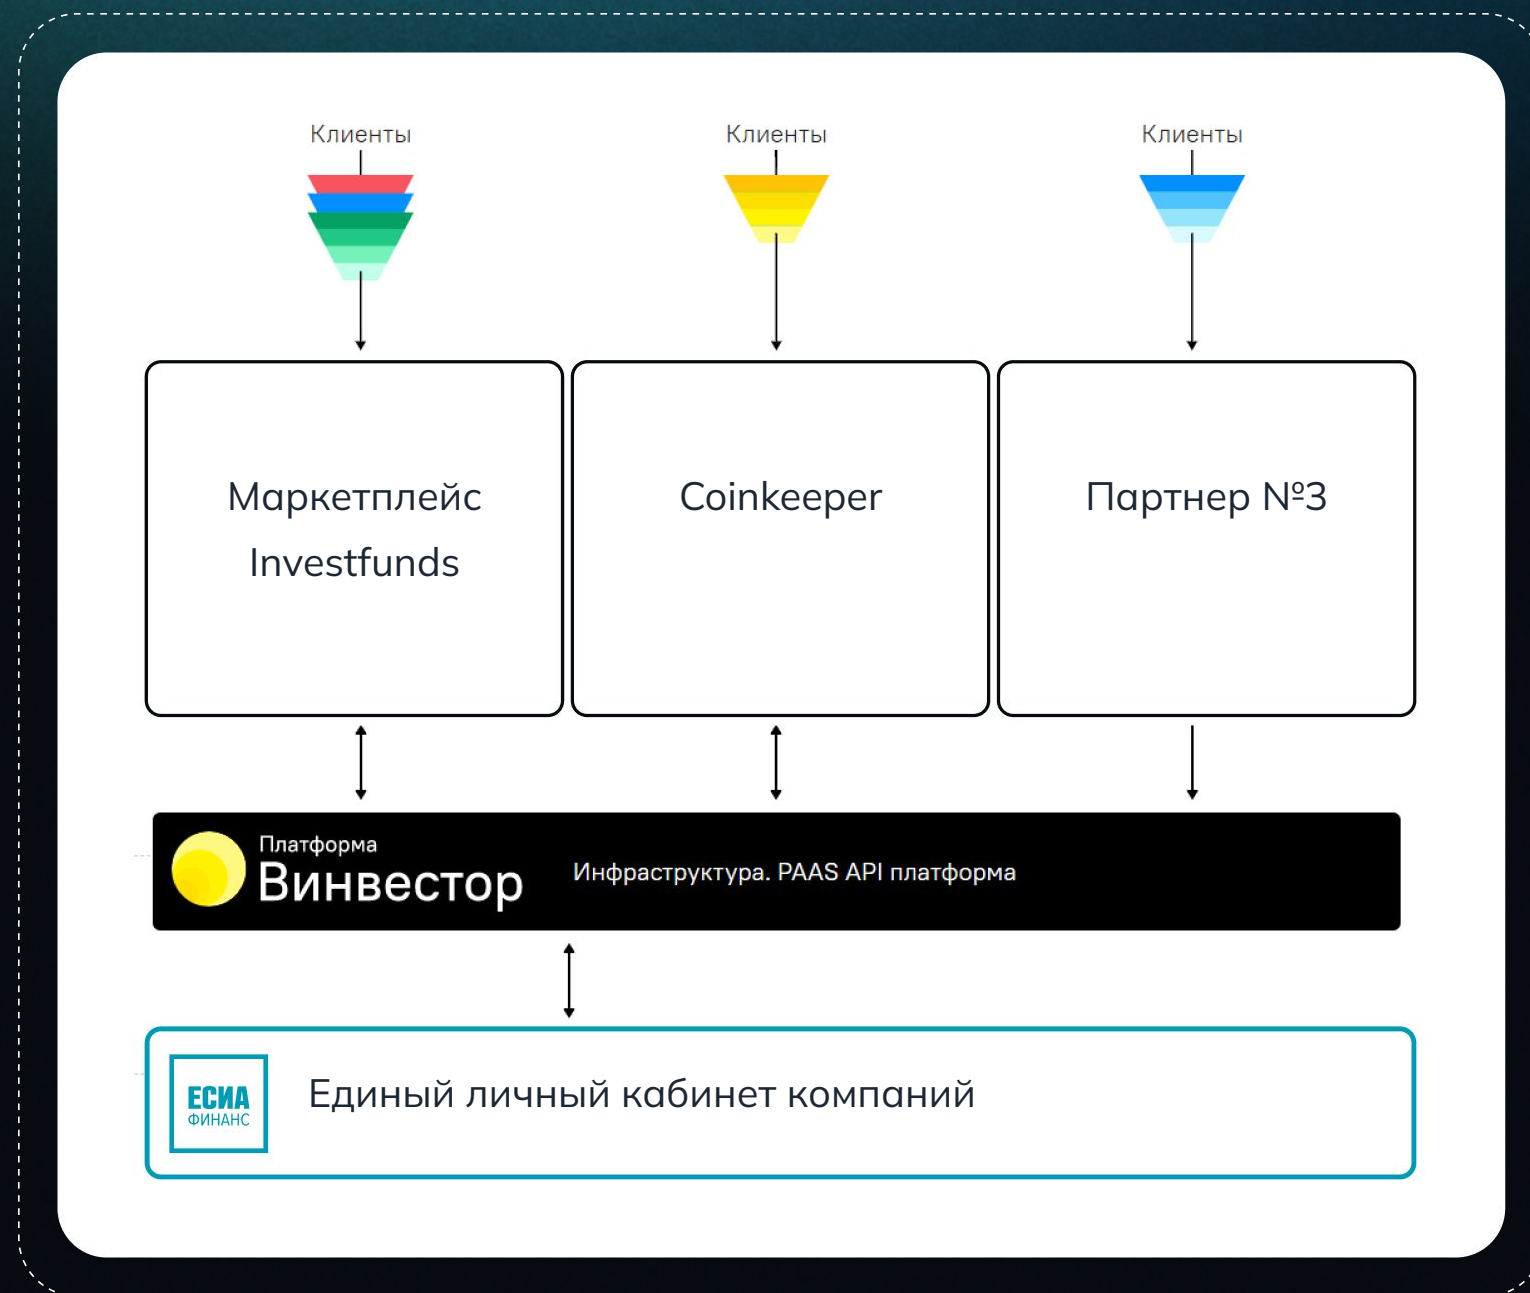 Клиенты
Клиенты
Клиенты
Маркетплейс
Investfunds
Coinkeeper
Партнер №3
Платформа
Винвестор
Инфраструктура. PAAS API платформа
ЕСИА
ФИНАНС
Единый личный кабинет компаний